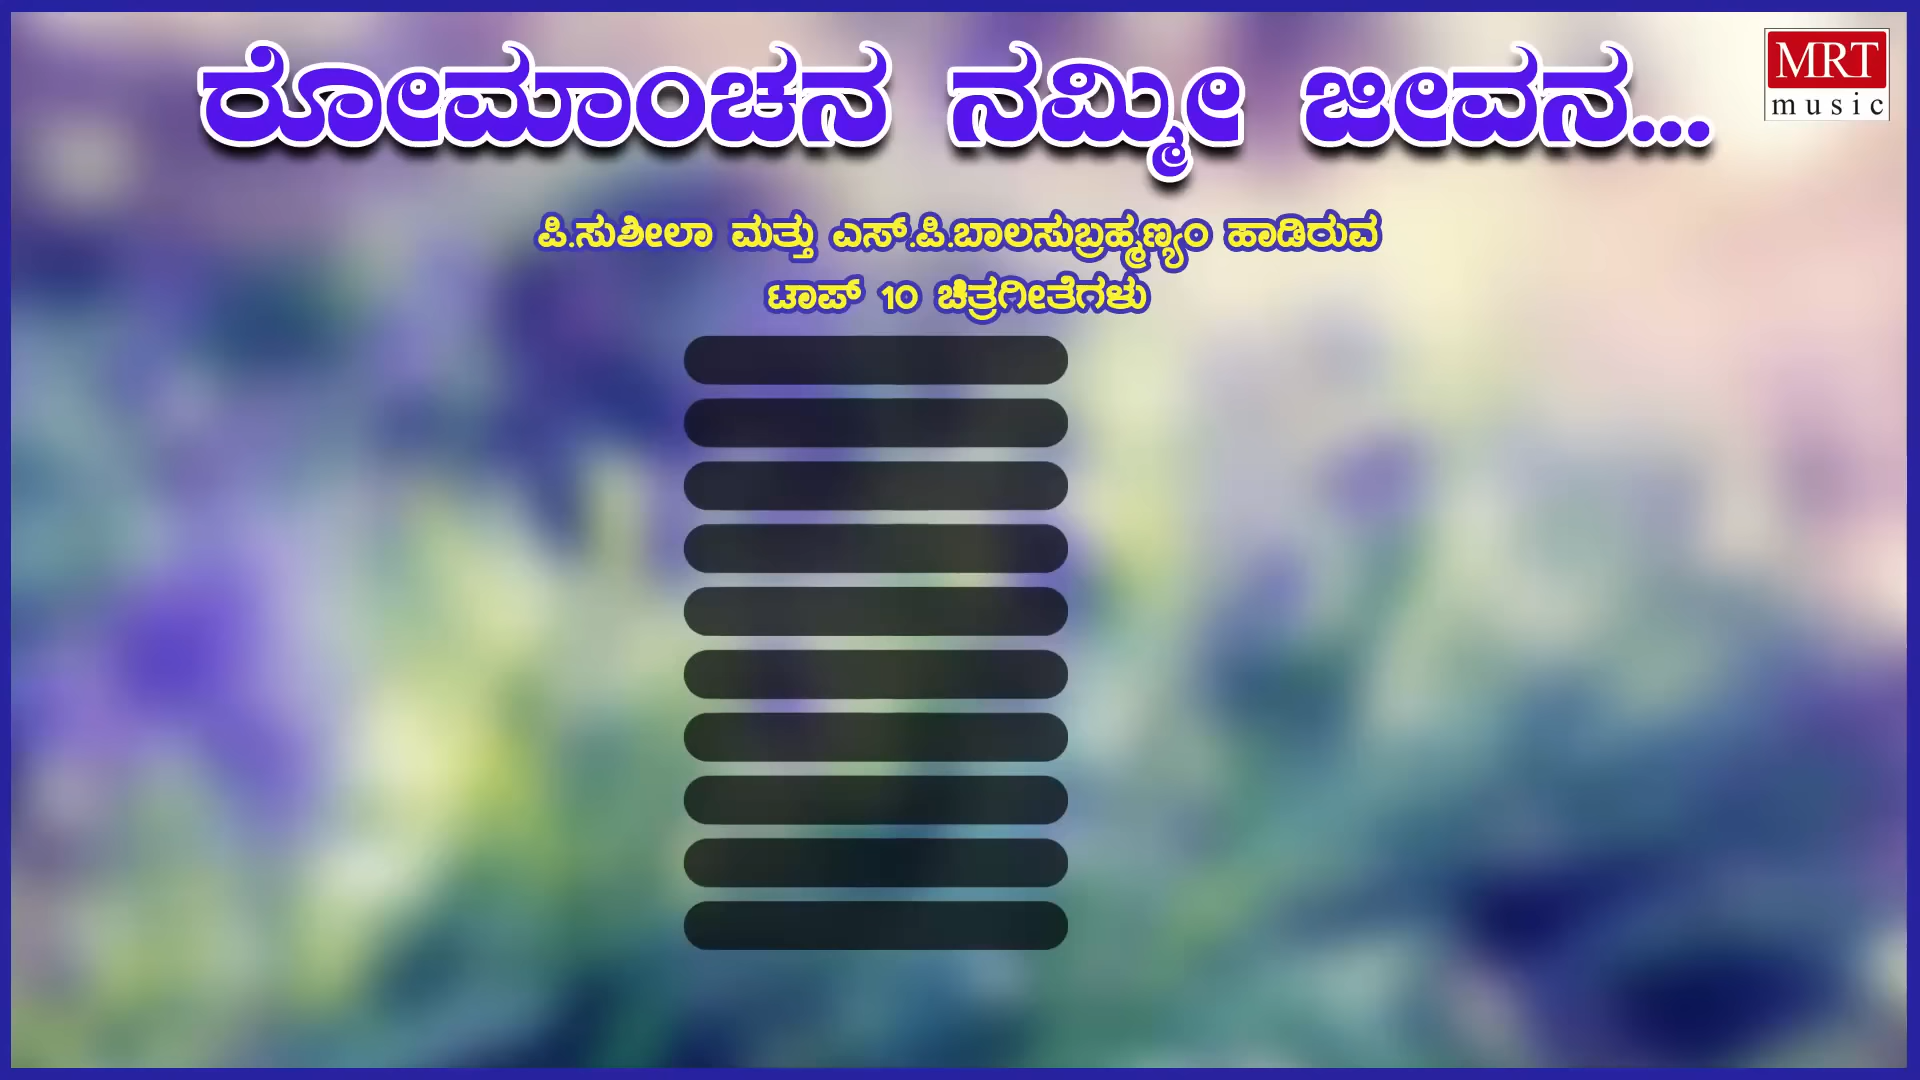 ರೋಮಾಂಚನ ನಮ್ಮೀ ಜೀವನ...
MRT
music
ಪಿ.ಸುಶೀಲಾ ಮತ್ತು ಎಸ್.ಪಿ.ಬಾಲಸುಬ್ರಹ್ಮಣ್ಯಂ ಹಾಡಿರುವ
ಟಾಪ್ 10 ಚಿತ್ರಗೀತೆಗಳು